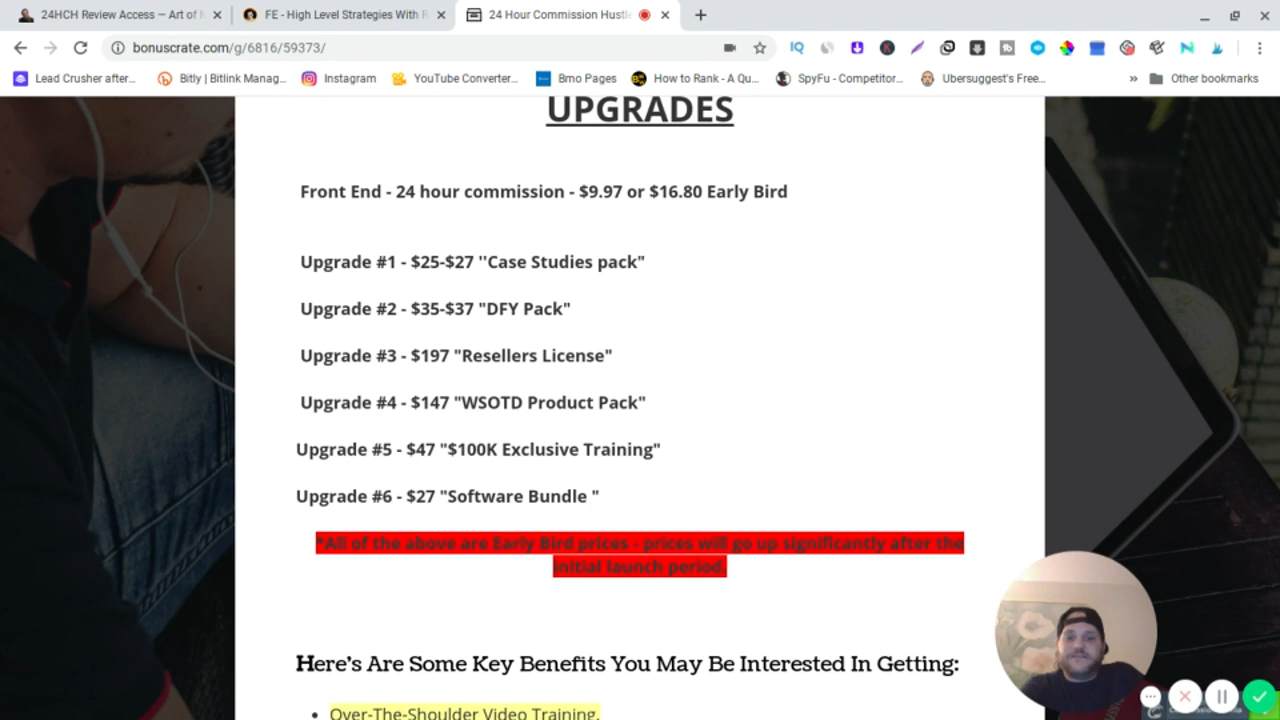 24HCH Review Access — Art of
FE - High Level Strategies With
24 Hour Commission Hustl
bonuscrate.com/g/6816/59373/
IQ
Lead Crusher after...
Bitly | Bitlink Manag...
Instagram
YouTube Converter...
Bmo Pages
How to Rank - A Qu...
SpyFu - Competitor...
Ubersuggest's Free...
»
Other bookmarks
UPGRADES
Front End - 24 hour commission - $9.97 or $16.80 Early Bird
Upgrade #1 - $25-$27 ''Case Studies pack"
Upgrade #2 - $35-$37 "DFY Pack"
Upgrade #3 - $197 "Resellers License"
Upgrade #4 - $147 "WSOTD Product Pack"
Upgrade #5 - $47 "$100K Exclusive Training"
Upgrade #6 - $27 "Software Bundle "
*All of the above are Early Bird prices - prices will go up significantly after the
initial launch period.
Here's Are Some Key Benefits You May Be Interested In Getting:
• Over-The-Shoulder Video Training.